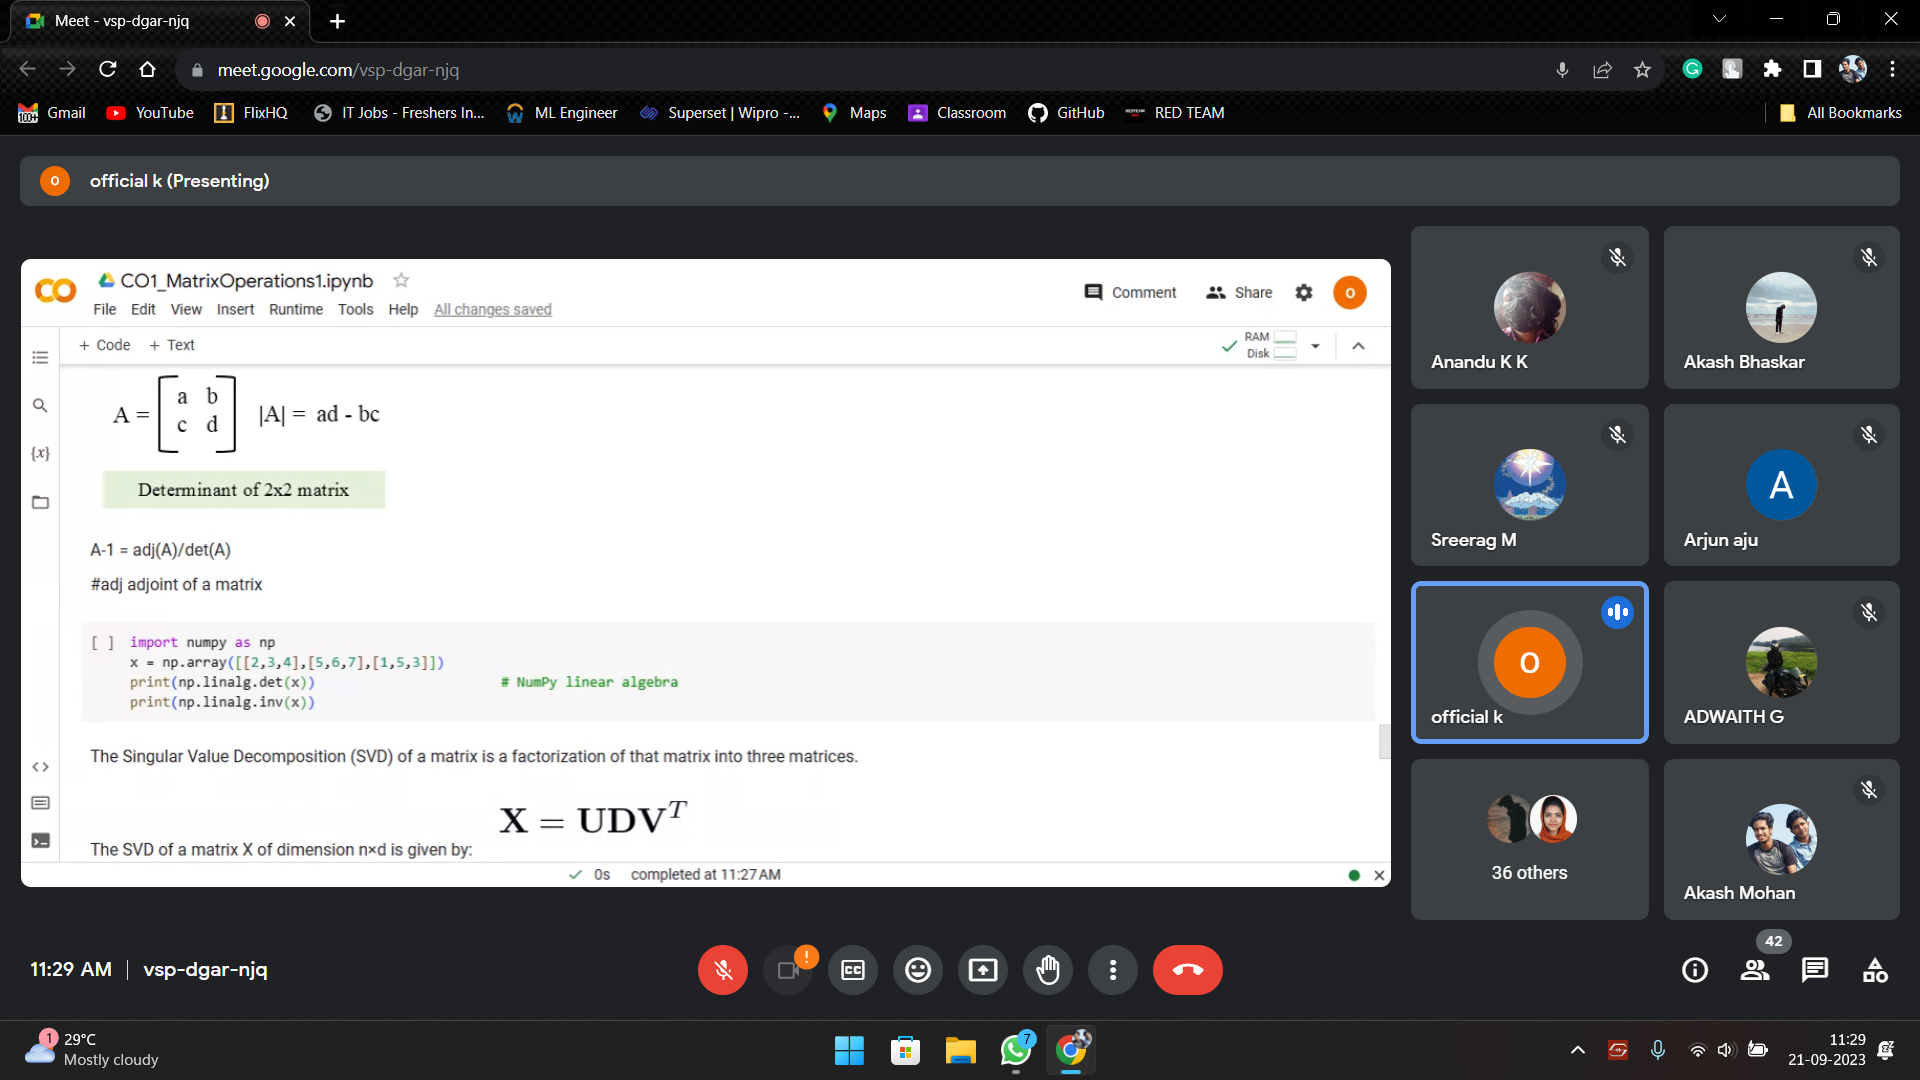 Meet - vsp-dgar-njq
meet.google.com/vsp-dgar-njq
100+ Gmail YouTube FlixHQ IT Jobs - Freshers In... ML Engineer Superset | Wipro -... Maps Classroom GitHub RED TEAM All Bookmarks
o official k (Presenting)
CO1_MatrixOperations1.ipynb
File Edit View Insert Runtime Tools Help All changes saved
Comment Share o
+ Code + Text
RAM
Disk
A = [a b
c d] |A| = ad - bc
Determinant of 2x2 matrix
A-1 = adj(A)/det(A)
#adj adjoint of a matrix
[ ] import numpy as np
x = np.array([[2,3,4],[5,6,7],[1,5,3]])
print(np.linalg.det(x)) # NumPy linear algebra
print(np.linalg.inv(x))
The Singular Value Decomposition (SVD) of a matrix is a factorization of that matrix into three matrices.
X = UDV^T
The SVD of a matrix X of dimension n×d is given by:
0s completed at 11:27 AM
{x}
Anandu K K
Akash Bhaskar
Sreerag M
A
Arjun aju
o
official k
ADWAITH G
36 others
Akash Mohan
11:29 AM | vsp-dgar-njq
!
CC
42
1
29°C
Mostly cloudy
7
11:29
21-09-2023